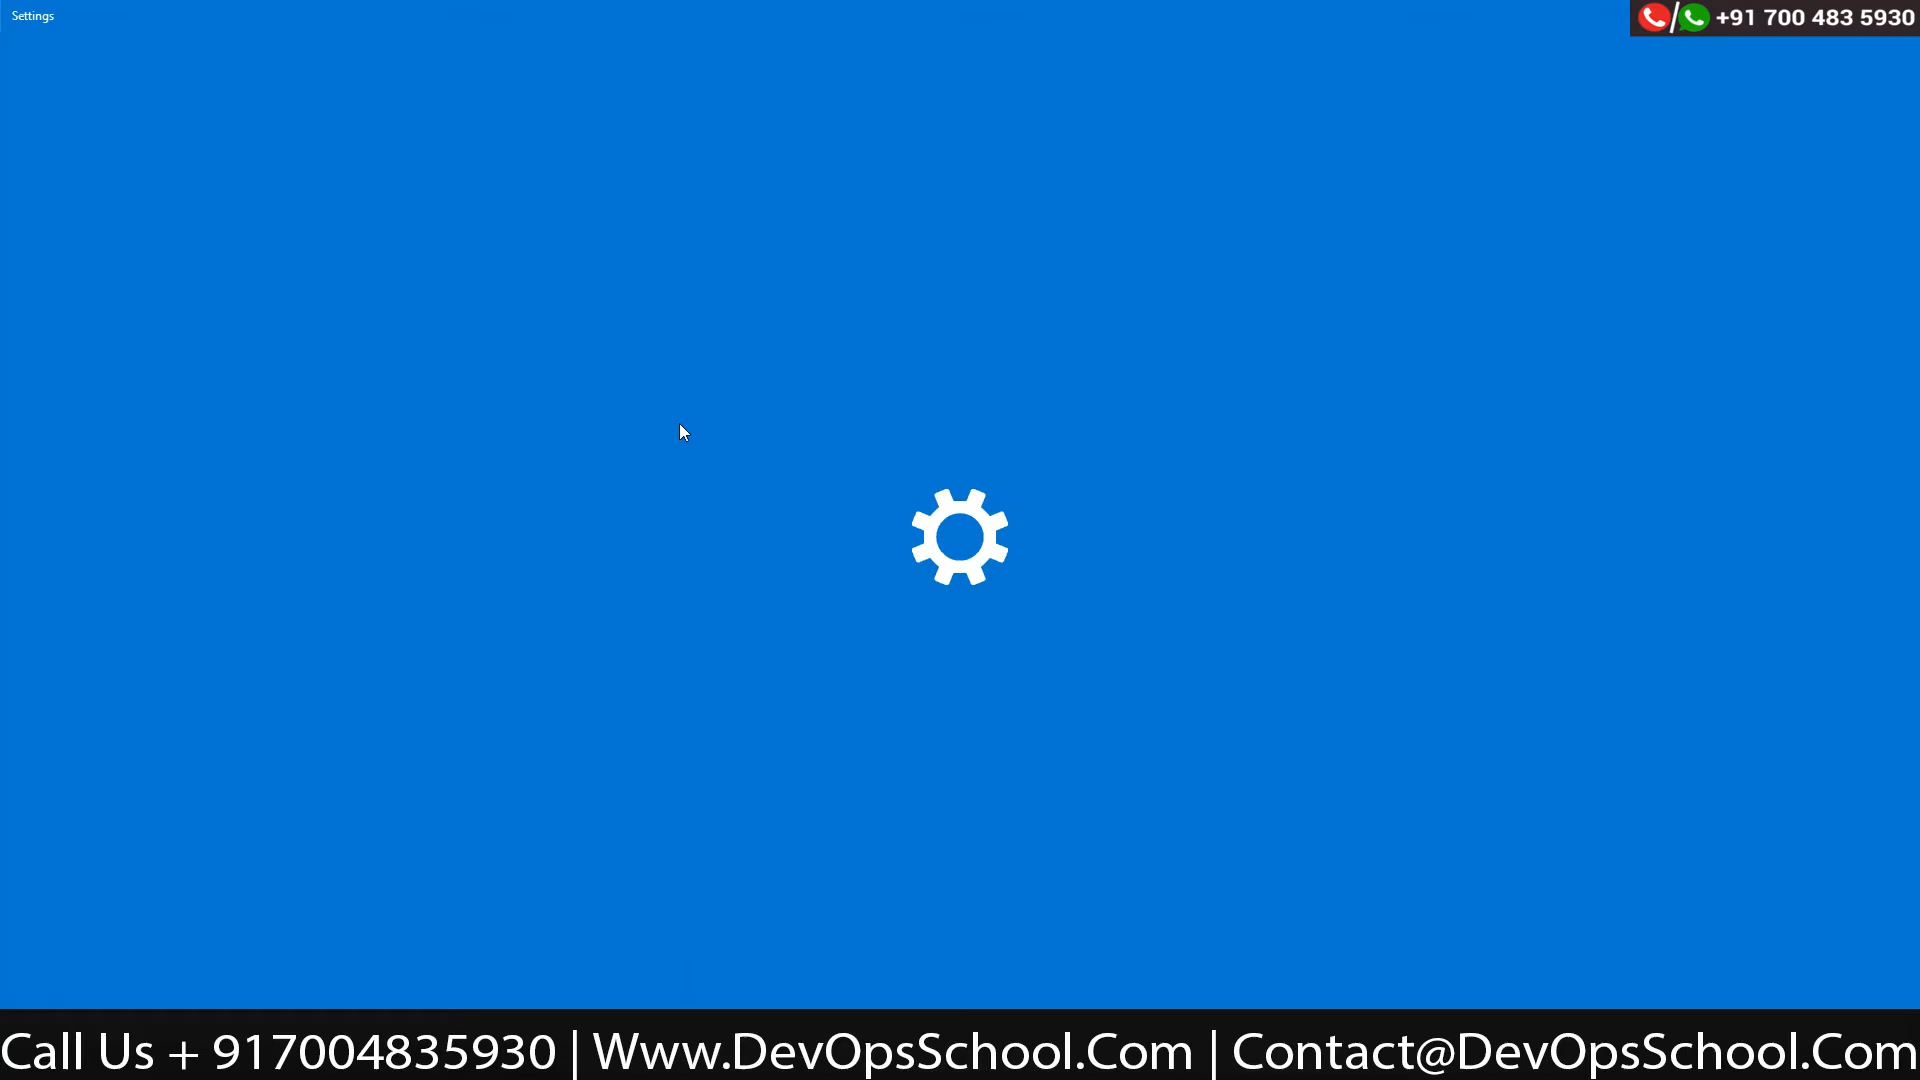 Settings
+91 700 483 5930
Call Us + 917004835930 | Www.DevOpsSchool.Com | Contact@DevOpsSchool.Com